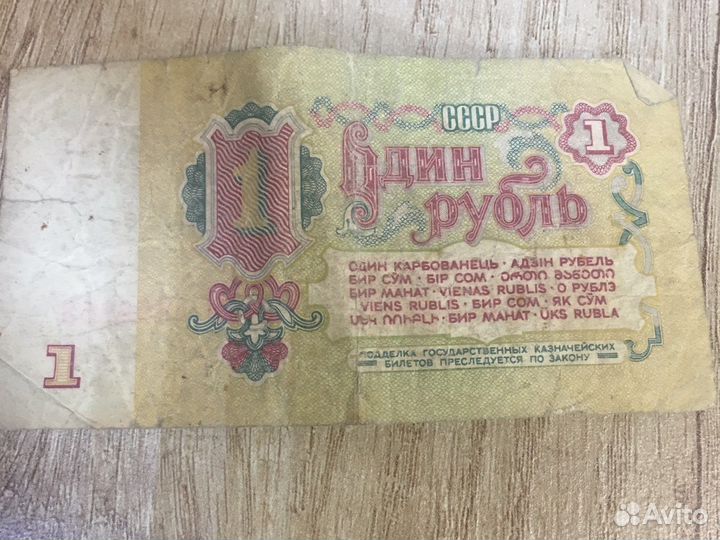 СССР
1
1
Один
рубль
ОДИН КАРБОВАНЕЦЬ · АДЗІН РУБЕЛЬ
БИР СЎМ · БІР СОМ · ᲝᲠᲗᲘ ᲛᲐᲜᲔᲗᲘ
БИР МАНАТ · VIENAS RUBLIS · О РУБЛЭ
VIENS RUBLIS · БИР СОМ · ЯК СӮМ
ՄԵԿ ՌՈՒԲԼԻ · БИР МАНАТ · ÜKS RUBLA
ПОДДЕЛКА ГОСУДАРСТВЕННЫХ КАЗНАЧЕЙСКИХ
БИЛЕТОВ ПРЕСЛЕДУЕТСЯ ПО ЗАКОНУ
1
Avito